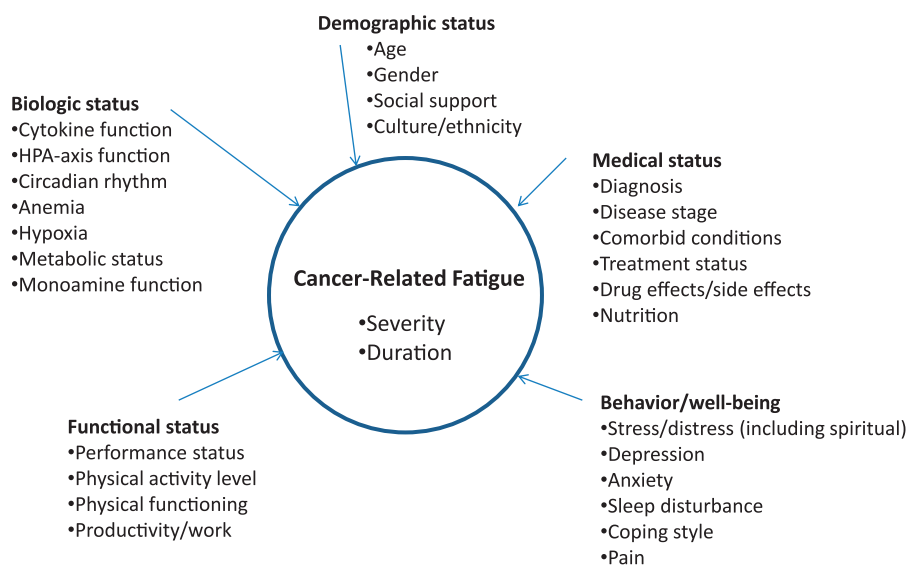 Demographic status
•Age
•Gender
•Social support
•Culture/ethnicity
Biologic status
•Cytokine function
•HPA-axis function
•Circadian rhythm
•Anemia
•Hypoxia
•Metabolic status
•Monoamine function
Medical status
•Diagnosis
•Disease stage
•Comorbid conditions
•Treatment status
•Drug effects/side effects
•Nutrition
Cancer-Related Fatigue
•Severity
•Duration
Functional status
•Performance status
•Physical activity level
•Physical functioning
•Productivity/work
Behavior/well-being
•Stress/distress (including spiritual)
•Depression
•Anxiety
•Sleep disturbance
•Coping style
•Pain